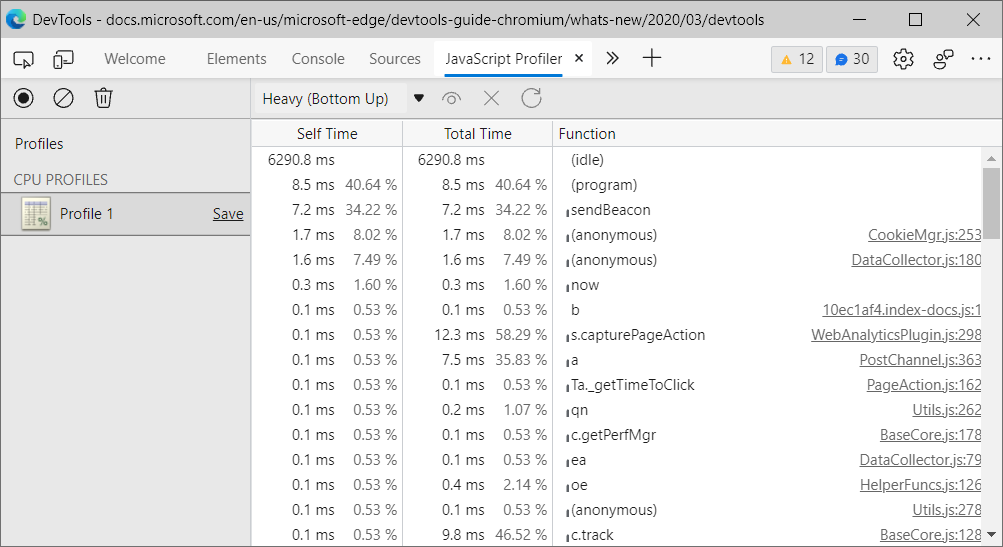 DevTools - docs.microsoft.com/en-us/microsoft-edge/devtools-guide-chromium/whats-new/2020/03/devtools
Welcome Elements Console Sources JavaScript Profiler 12 30
Heavy (Bottom Up)
Profiles
CPU PROFILES
Profile 1 Save
Self Time Total Time Function
6290.8 ms 6290.8 ms (idle)
8.5 ms 40.64 % 8.5 ms 40.64 % (program)
7.2 ms 34.22 % 7.2 ms 34.22 % sendBeacon
1.7 ms 8.02 % 1.7 ms 8.02 % (anonymous) CookieMgr.js:253
1.6 ms 7.49 % 1.6 ms 7.49 % (anonymous) DataCollector.js:180
0.3 ms 1.60 % 0.3 ms 1.60 % now
0.1 ms 0.53 % 0.1 ms 0.53 % b 10ec1af4.index-docs.js:1
0.1 ms 0.53 % 12.3 ms 58.29 % s.capturePageAction WebAnalyticsPlugin.js:298
0.1 ms 0.53 % 7.5 ms 35.83 % a PostChannel.js:363
0.1 ms 0.53 % 0.1 ms 0.53 % Ta._getTimeToClick PageAction.js:162
0.1 ms 0.53 % 0.2 ms 1.07 % qn Utils.js:262
0.1 ms 0.53 % 0.1 ms 0.53 % c.getPerfMgr BaseCore.js:178
0.1 ms 0.53 % 0.1 ms 0.53 % ea DataCollector.js:79
0.1 ms 0.53 % 0.4 ms 2.14 % oe HelperFuncs.js:126
0.1 ms 0.53 % 0.1 ms 0.53 % (anonymous) Utils.js:278
0.1 ms 0.53 % 9.8 ms 46.52 % c.track BaseCore.js:128